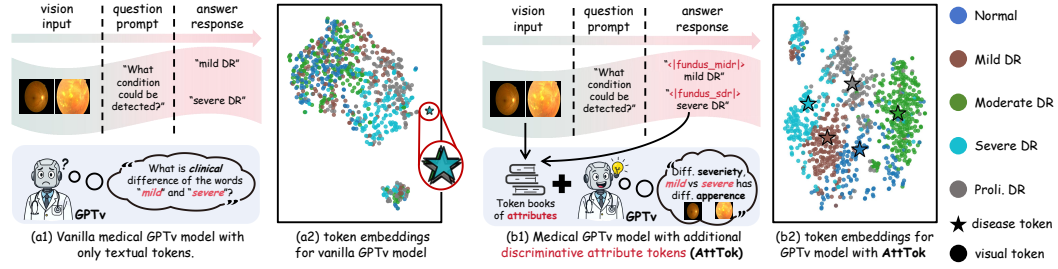 vision input
question prompt
answer response
"What condition could be detected?"
"mild DR"
"severe DR"
?
What is clinical
difference of the words
"mild" and "severe"?
GPTv
(a1) Vanilla medical GPTv model with
only textual tokens.
(a2) token embeddings
for vanilla GPTv model
vision input
question prompt
answer response
"What condition could be detected?"
"<|fundus_midr|>
mild DR"
"<|fundus_sdr|>
severe DR"
Token books
of attributes
GPTv
Diff. severiety,
mild vs severe has
diff. apperence
(b1) Medical GPTv model with additional
discriminative attribute tokens (AttTok)
(b2) token embeddings for
GPTv model with AttTok
Normal
Mild DR
Moderate DR
Severe DR
Proli. DR
disease token
visual token